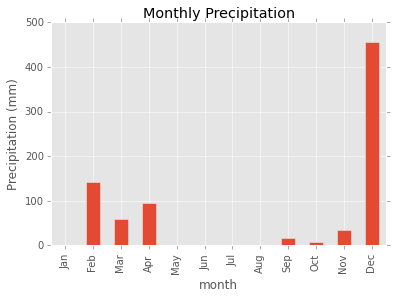 Monthly Precipitation
Precipitation (mm)
500
400
300
200
100
0
Jan Feb Mar Apr May Jun Jul Aug Sep Oct Nov Dec
month